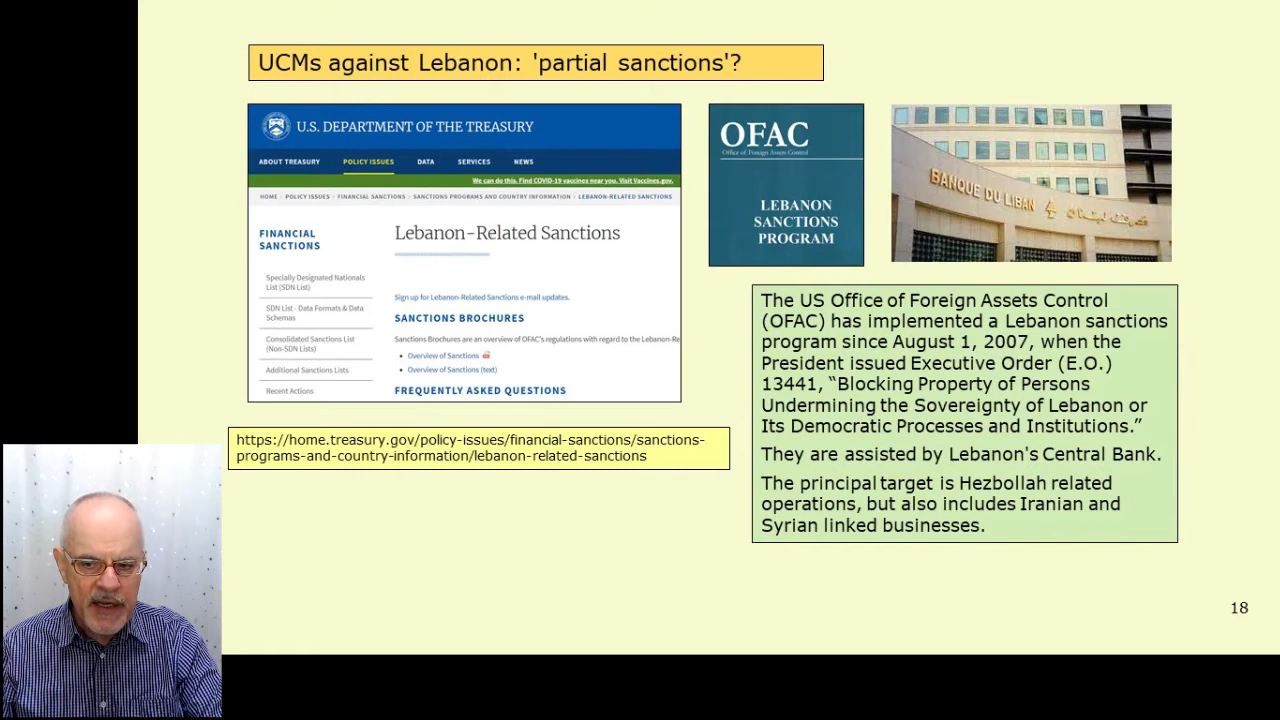 UCMs against Lebanon: 'partial sanctions'?
U.S. DEPARTMENT OF THE TREASURY
ABOUT TREASURY POLICY ISSUES DATA SERVICES NEWS
We can do this. Find COVID-19 vaccines near you. Visit Vaccines.gov.
HOME POLICY ISSUES FINANCIAL SANCTIONS SANCTIONS PROGRAMS AND COUNTRY INFORMATION LEBANON-RELATED SANCTIONS
FINANCIAL
SANCTIONS
Specially Designated Nationals
List (SDN List)
SDN List - Data Formats & Data
Schemas
Consolidated Sanctions List
(Non-SDN Lists)
Additional Sanctions Lists
Recent Actions
Lebanon-Related Sanctions
Sign up for Lebanon-Related Sanctions e-mail updates.
SANCTIONS BROCHURES
Sanctions Brochures are an overview of OFAC's regulations with regard to the Lebanon-Re
• Overview of Sanctions
• Overview of Sanctions (text)
FREQUENTLY ASKED QUESTIONS
OFAC
Office of Foreign Assets Control
LEBANON
SANCTIONS
PROGRAM
BANQUE DU LIBAN مصرف لبنان
https://home.treasury.gov/policy-issues/financial-sanctions/sanctions-
programs-and-country-information/lebanon-related-sanctions
The US Office of Foreign Assets Control
(OFAC) has implemented a Lebanon sanctions
program since August 1, 2007, when the
President issued Executive Order (E.O.)
13441, “Blocking Property of Persons
Undermining the Sovereignty of Lebanon or
Its Democratic Processes and Institutions.”
They are assisted by Lebanon's Central Bank.
The principal target is Hezbollah related
operations, but also includes Iranian and
Syrian linked businesses.
18